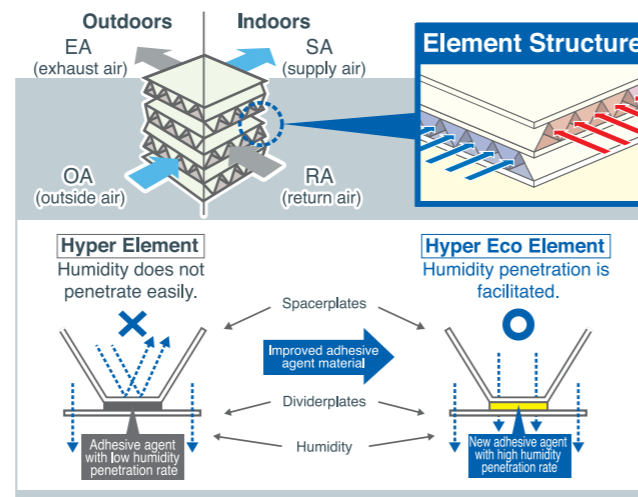 Outdoors Indoors
EA
(exhaust air)
SA
(supply air)
Element Structure
OA
(outside air)
RA
(return air)
Hyper Element
Humidity does not
penetrate easily.
Hyper Eco Element
Humidity penetration is
facilitated.
Spacerplates
Improved adhesive
agent material
Dividerplates
Humidity
Adhesive agent
with low humidity
penetration rate
New adhesive agent
with high humidity
penetration rate